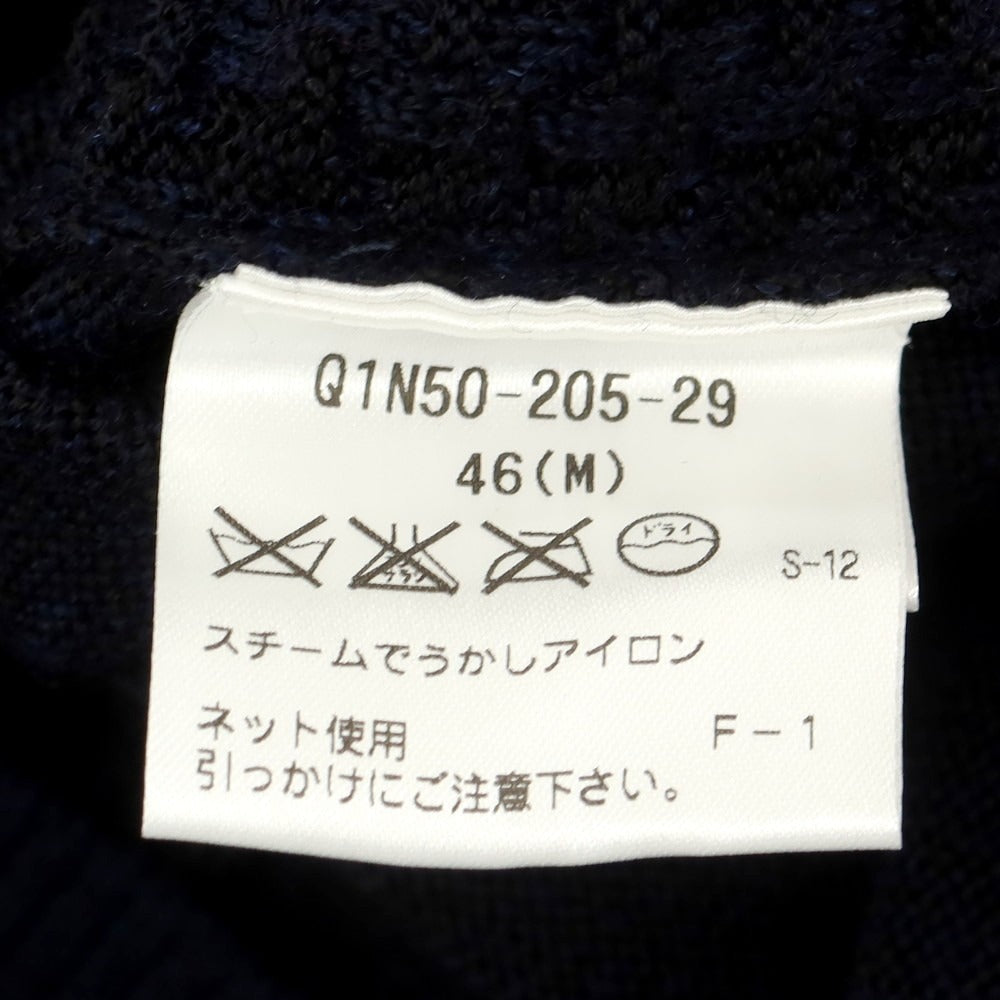 Q1N50-205-29
46(M)
ドライ S-12
スチームでうかしアイロン
ネット使用 F-1
引っかけにご注意下さい。